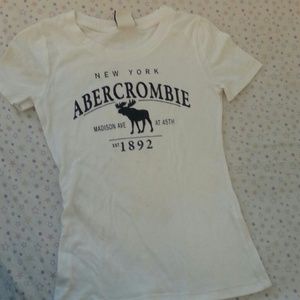 NEW YORK
ABERCROMBIE
MADISON AVE AT 45TH
EST 1892